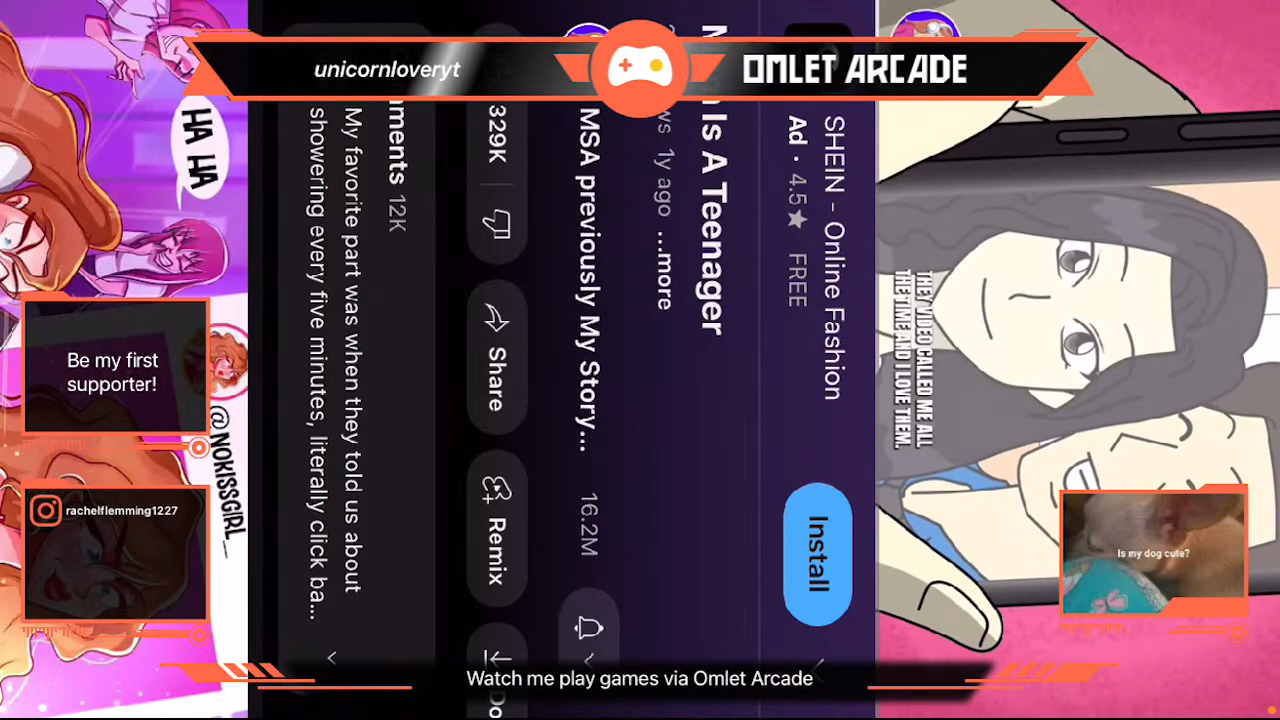 unicornloveryt
OMLET ARCADE
HA HA
@NOKISSGIRL_
Be my first
supporter!
rachelflemming1227
THEY VIDEO CALLED ME ALL
THE TIME AND I LOVE THEM.
SHEIN - Online Fashion
Ad · 4.5★ FREE
Install
Is A Teenager
1y ago ...more
MSA previously My Story... 16.2M
329K
Share
Remix
12K
My favorite part was when they told us about
showering every five minutes, literally click ba...
Is my dog cute?
Watch me play games via Omlet Arcade